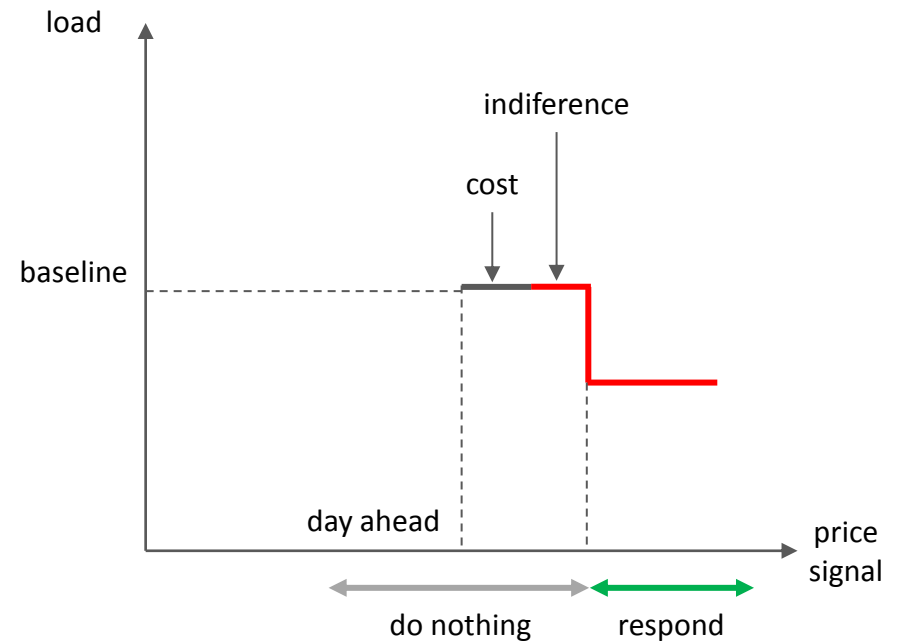 load
indiference
cost
baseline
day ahead
price
signal
do nothing
respond